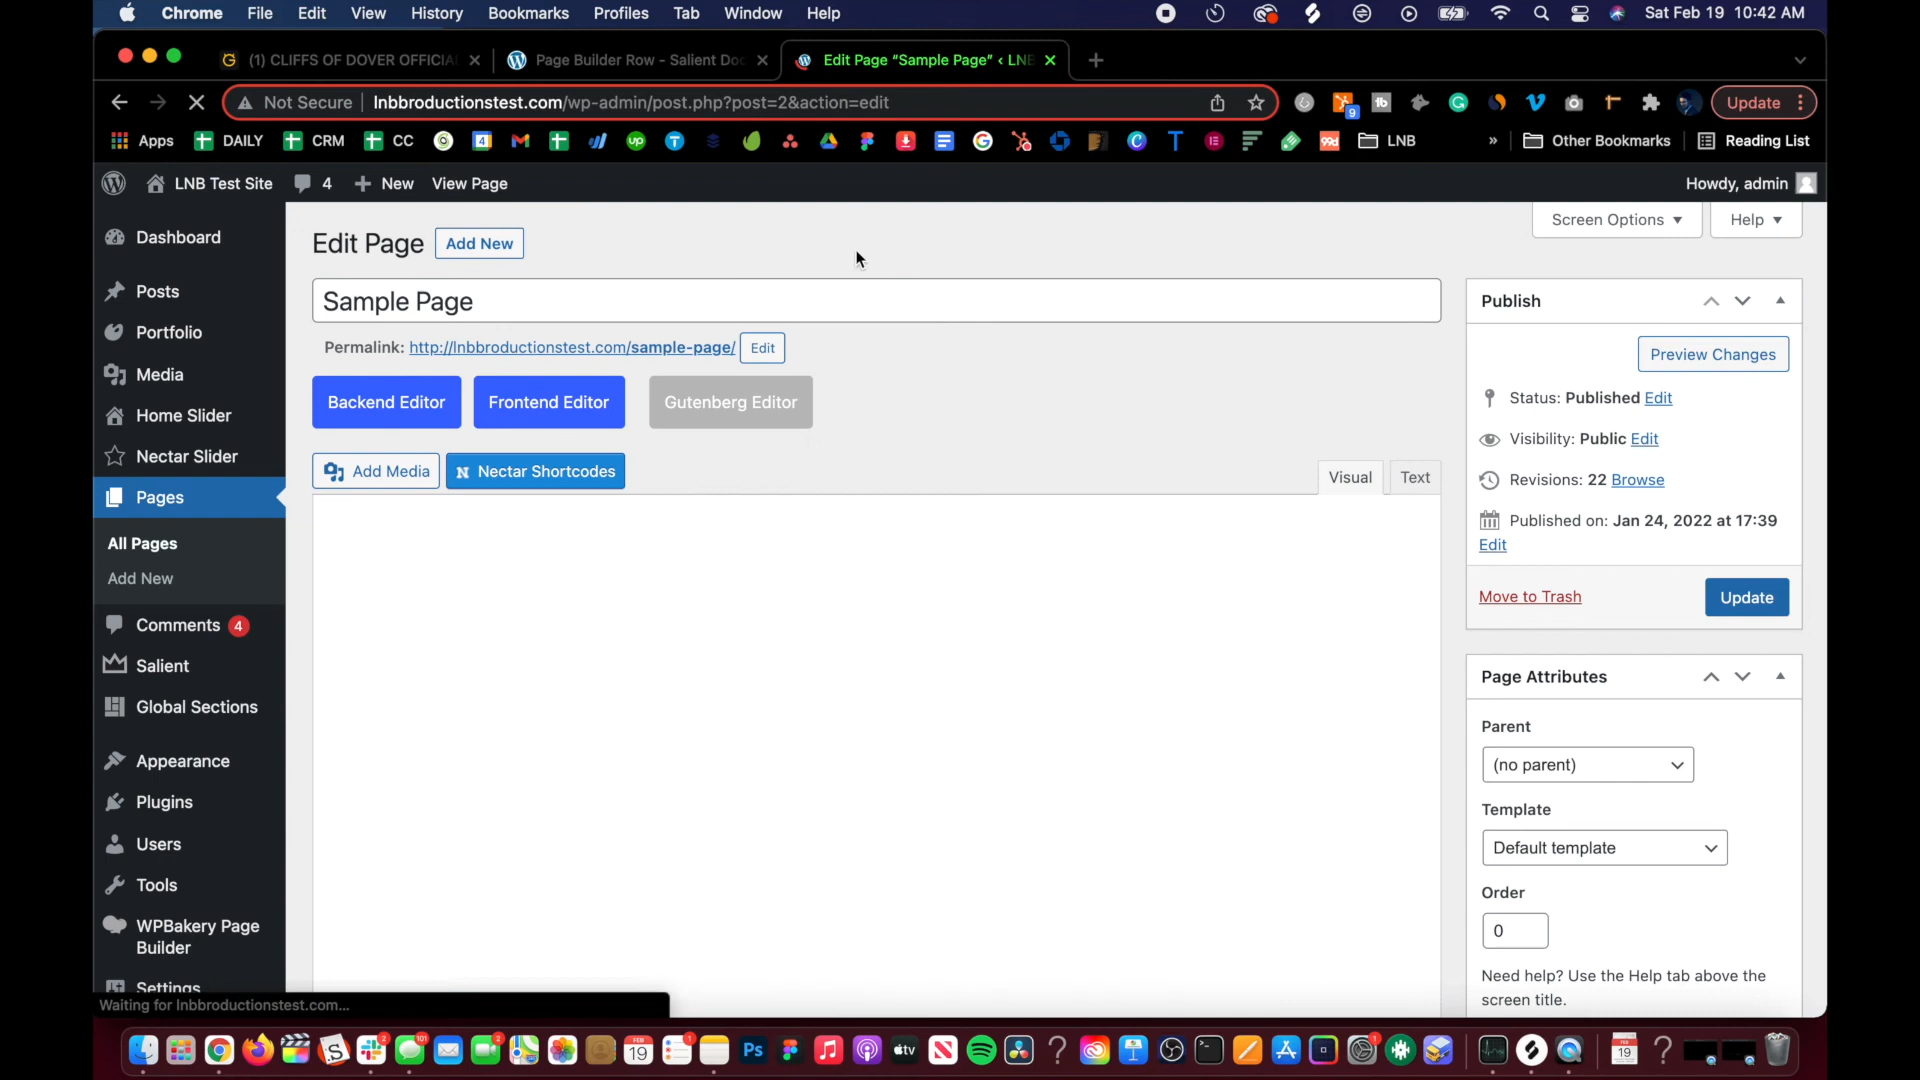 Chrome File Edit View History Bookmarks Profiles Tab Window Help Sat Feb 19 10:42 AM
(1) CLIFFS OF DOVER OFFICIAL Page Builder Row - Salient Doc Edit Page "Sample Page" ‹ LNB
Not Secure lnbbroductionstest.com/wp-admin/post.php?post=2&action=edit 9 Update
Apps DAILY CRM CC LNB » Other Bookmarks Reading List
LNB Test Site 4 New View Page Howdy, admin
Screen Options Help
Edit Page Add New
Dashboard
Posts
Portfolio
Media
Home Slider
Nectar Slider
Pages
All Pages
Add New
Comments 4
Salient
Global Sections
Appearance
Plugins
Users
Tools
WPBakery Page
Builder
Settings
Sample Page
Permalink: http://lnbbroductionstest.com/sample-page/ Edit
Backend Editor Frontend Editor Gutenberg Editor
Add Media Nectar Shortcodes
Visual Text
Publish
Preview Changes
Status: Published Edit
Visibility: Public Edit
Revisions: 22 Browse
Published on: Jan 24, 2022 at 17:39
Edit
Move to Trash Update
Page Attributes
Parent
(no parent)
Template
Default template
Order
0
Need help? Use the Help tab above the
screen title.
Waiting for lnbbroductionstest.com...